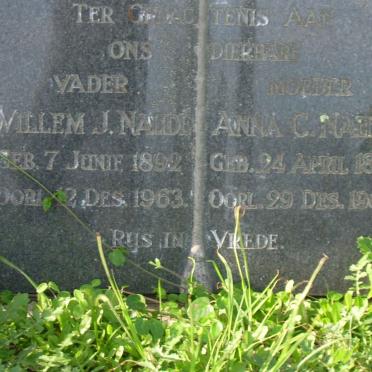 TER GEDAGTENIS AAN
ONS DIERBARE
VADER MOEDER
WILLEM J. NAUDE ANNA C. NAUDE
GEB. 7 JUNIE 1892 GEB. 24 APRIL
OORL. 2 DES. 1963. OORL. 29 DES.
RUS IN VREDE.